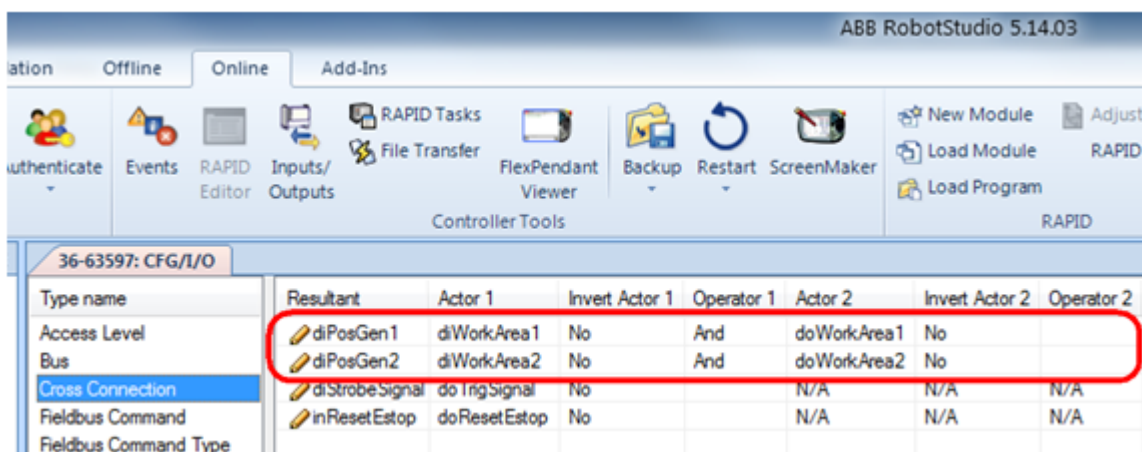 ABB RobotStudio 5.14.03
lation Offline Online Add-Ins
RAPID Tasks New Module Adjust
File Transfer Load Module RAPID
uthenticate Events RAPID Inputs/ FlexPendant Backup Restart ScreenMaker
Editor Outputs Viewer Load Program
Controller Tools RAPID
36-63597: CFG/I/O
Type name Resultant Actor 1 Invert Actor 1 Operator 1 Actor 2 Invert Actor 2 Operator 2
Access Level diPosGen1 diWorkArea1 No And doWorkArea1 No
Bus diPosGen2 diWorkArea2 No And doWorkArea2 No
Cross Connection diStrobeSignal doTrigSignal No N/A N/A N/A
Fieldbus Command inResetEstop doResetEstop No N/A N/A N/A
Fieldbus Command Type